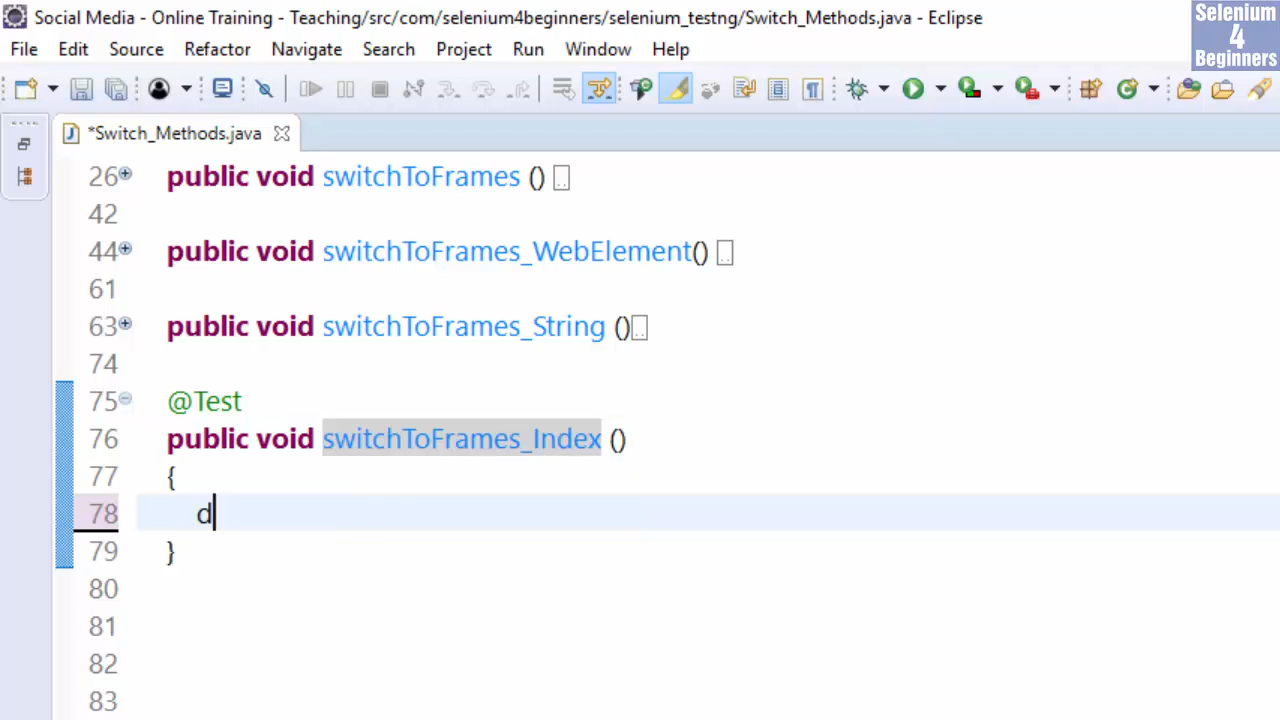 Social Media - Online Training - Teaching/src/com/selenium4beginners/selenium_testng/Switch_Methods.java - Eclipse
Selenium
4
Beginners
File Edit Source Refactor Navigate Search Project Run Window Help
*Switch_Methods.java
26 public void switchToFrames () ..
42
44 public void switchToFrames_WebElement() ..
61
63 public void switchToFrames_String () ..
74
75 @Test
76 public void switchToFrames_Index ()
77 {
78 d
79 }
80
81
82
83